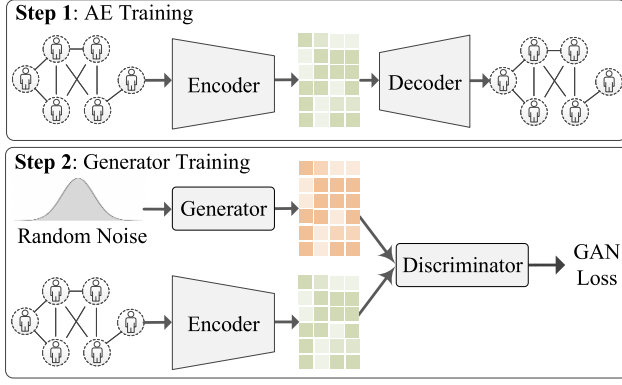 Step 1: AE Training
Encoder
Decoder
Step 2: Generator Training
Random Noise
Generator
Discriminator
GAN
Loss
Encoder